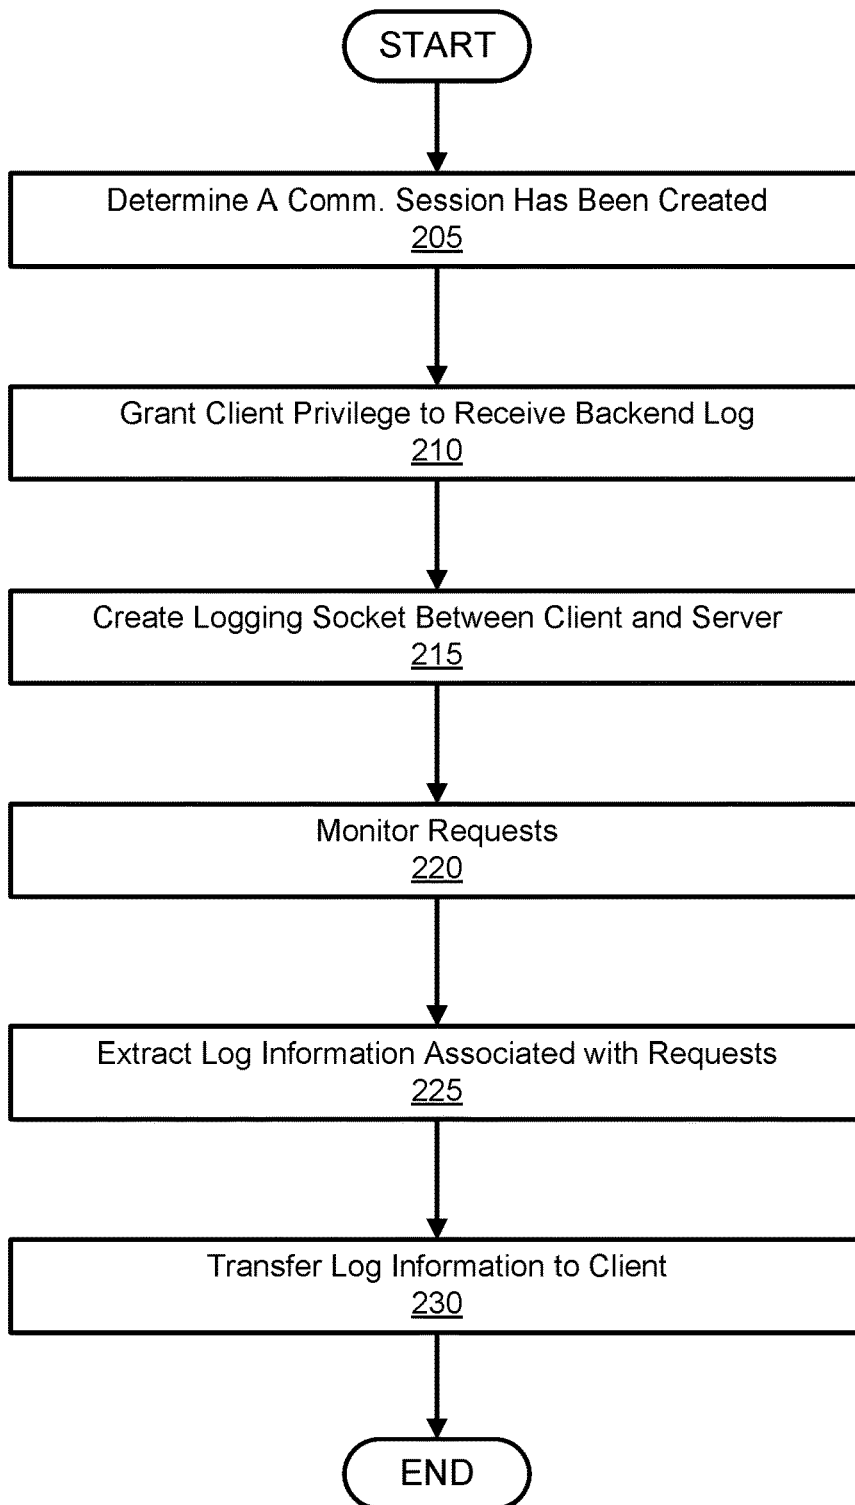 START
Determine A Comm. Session Has Been Created
205
Grant Client Privilege to Receive Backend Log
210
Create Logging Socket Between Client and Server
215
Monitor Requests
220
Extract Log Information Associated with Requests
225
Transfer Log Information to Client
230
END